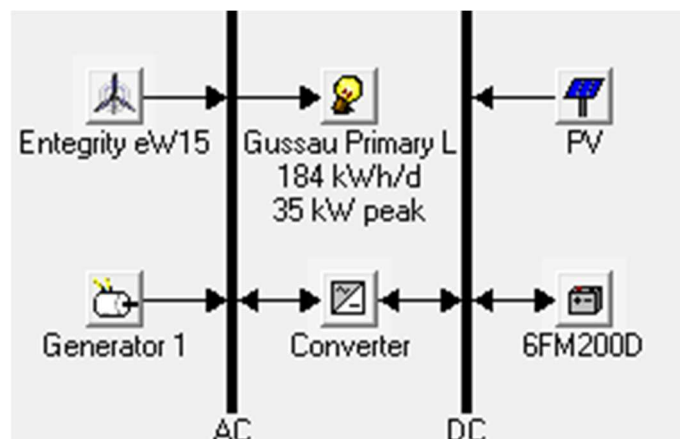 Entegrity eW15
Gussau Primary L
184 kWh/d
35 kW peak
PV
Generator 1
Converter
6FM200D
AC
DC